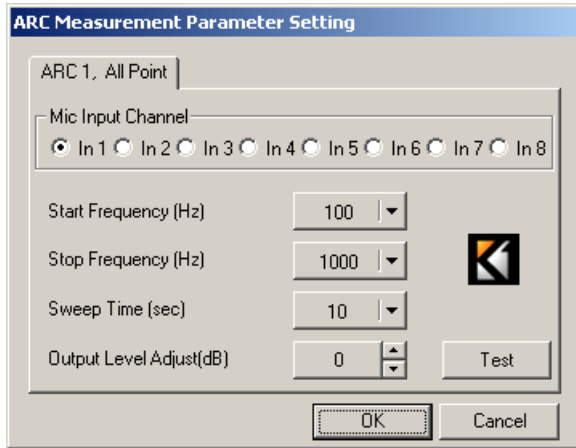 ARC Measurement Parameter Setting
ARC 1, All Point
Mic Input Channel
In 1 In 2 In 3 In 4 In 5 In 6 In 7 In 8
Start Frequency (Hz) 100
Stop Frequency (Hz) 1000
Sweep Time (sec) 10
Output Level Adjust(dB) 0 Test
OK Cancel